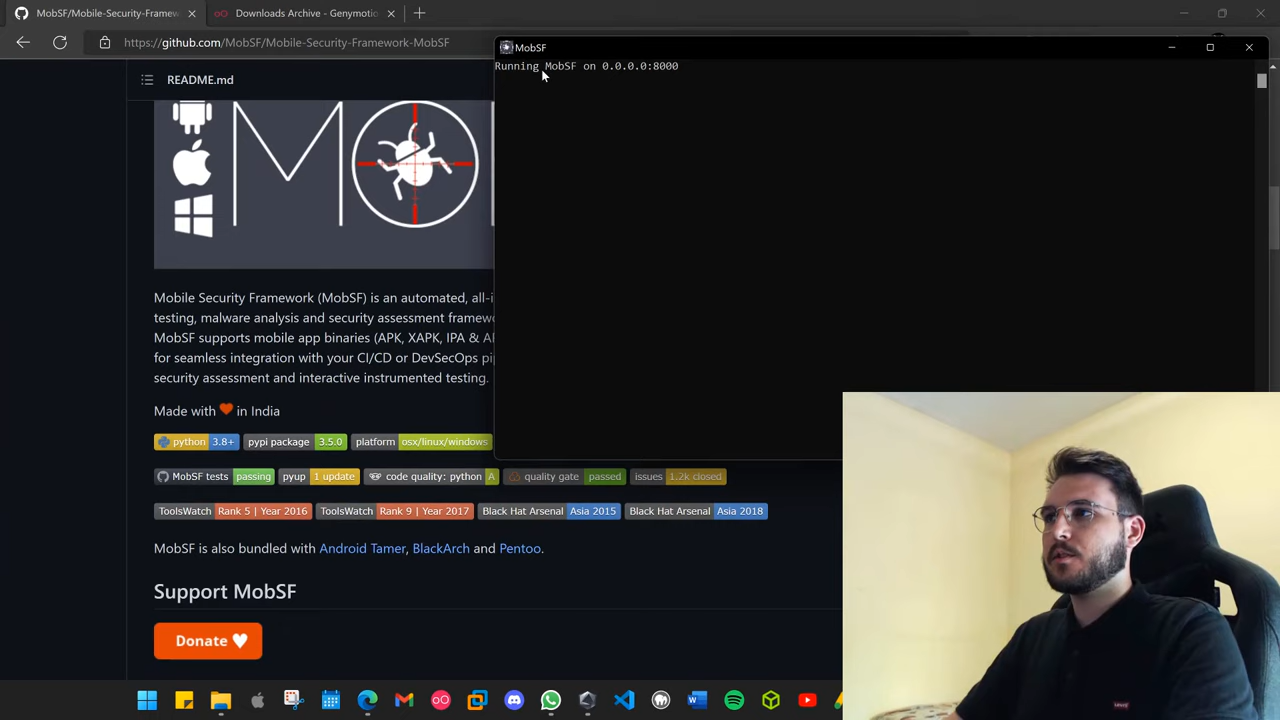 MobSF/Mobile-Security-Framew
Downloads Archive - Genymotio
https://github.com/MobSF/Mobile-Security-Framework-MobSF
MobSF
Running MobSF on 0.0.0.0:8000
README.md
MO
Mobile Security Framework (MobSF) is an automated, all-i
testing, malware analysis and security assessment framew
MobSF supports mobile app binaries (APK, XAPK, IPA & A
for seamless integration with your CI/CD or DevSecOps pi
security assessment and interactive instrumented testing.
Made with in India
python 3.8+ pypi package 3.5.0 platform osx/linux/windows
MobSF tests passing pyup 1 update code quality: python A quality gate passed issues 1.2k closed
ToolsWatch Rank 5 | Year 2016 ToolsWatch Rank 9 | Year 2017 Black Hat Arsenal Asia 2015 Black Hat Arsenal Asia 2018
MobSF is also bundled with Android Tamer, BlackArch and Pentoo.
Support MobSF
Donate